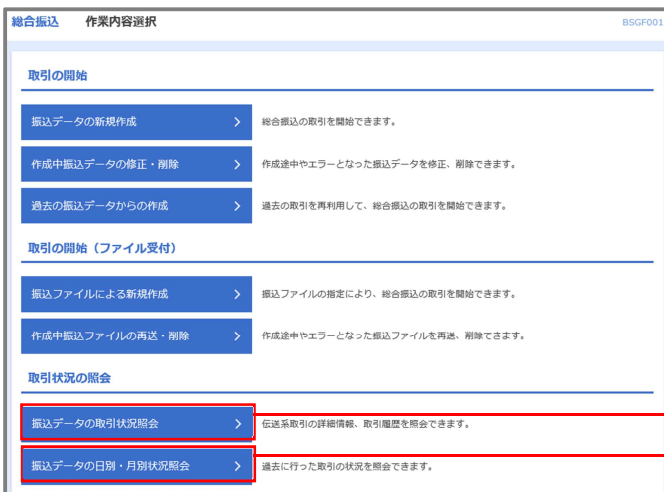 総合振込 作業内容選択 BSGF001
取引の開始
振込データの新規作成 総合振込の取引を開始できます。
作成中振込データの修正・削除 作成途中やエラーとなった振込データを修正、削除できます。
過去の振込データからの作成 過去の取引を再利用して、総合振込の取引を開始できます。
取引の開始（ファイル受付）
振込ファイルによる新規作成 振込ファイルの指定により、総合振込の取引を開始できます。
作成中振込ファイルの再送・削除 作成途中やエラーとなった振込ファイルを再送、削除できます。
取引状況の照会
振込データの取引状況照会 伝送系取引の詳細情報、取引履歴を照会できます。
振込データの日別・月別状況照会 過去に行った取引の状況を照会できます。